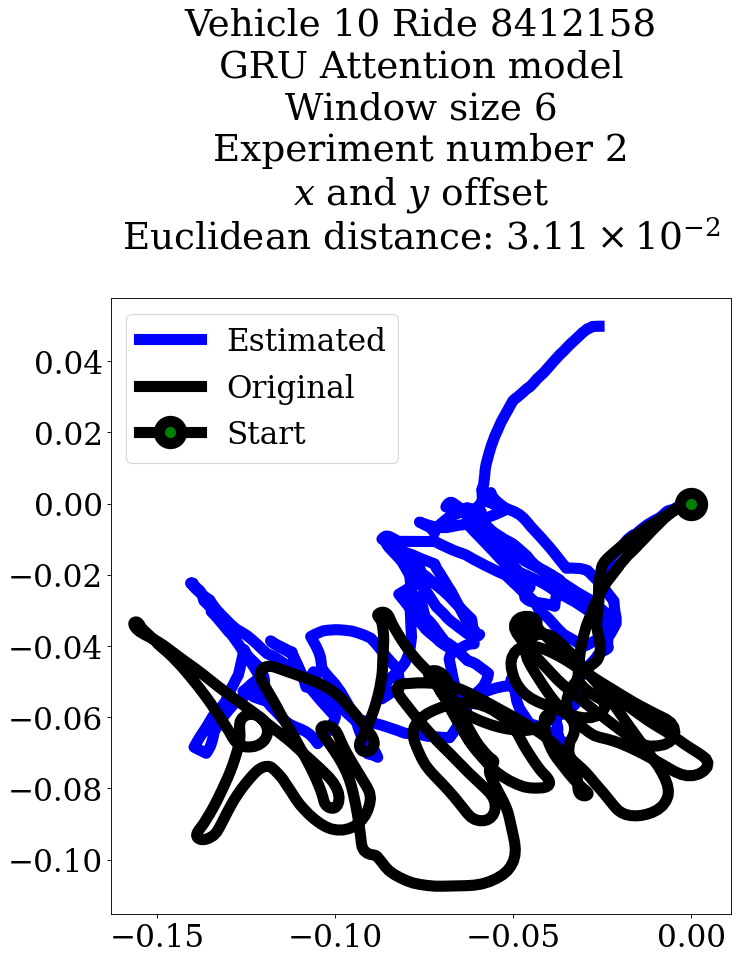 Vehicle 10 Ride 8412158
GRU Attention model
Window size 6
Experiment number 2
x and y offset
Euclidean distance: 3.11 × 10⁻²
Estimated
Original
Start
0.04
0.02
0.00
−0.02
−0.04
−0.06
−0.08
−0.10
−0.15
−0.10
−0.05
0.00